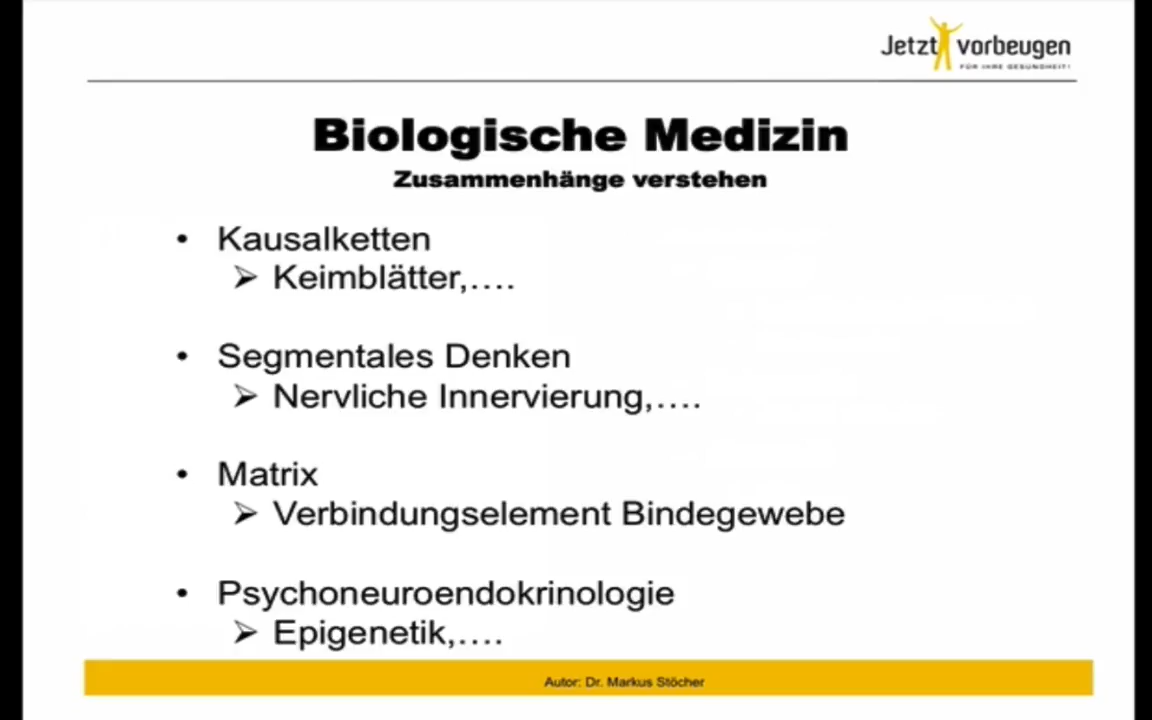 Jetzt vorbeugen
FÜR IHRE GESUNDHEIT!
Biologische Medizin
Zusammenhänge verstehen
• Kausalketten
➢ Keimblätter,....
• Segmentales Denken
➢ Nervliche Innervierung,....
• Matrix
➢ Verbindungselement Bindegewebe
• Psychoneuroendokrinologie
➢ Epigenetik,....
Autor: Dr. Markus Stöcher